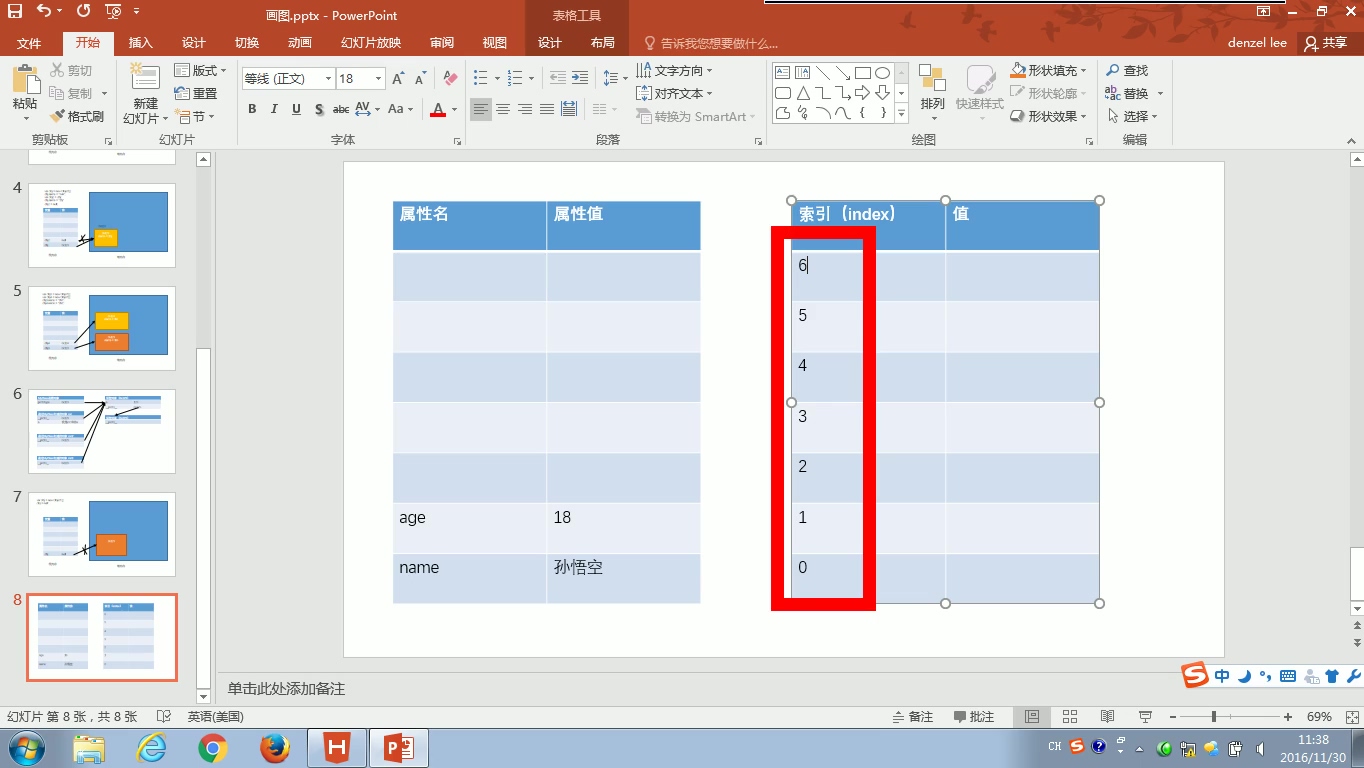 画图.pptx - PowerPoint
表格工具
文件 开始 插入 设计 切换 动画 幻灯片放映 审阅 视图 设计 布局 告诉我您想要做什么... denzel lee 共享
粘贴 剪切 复制 格式刷
新建 幻灯片 版式 重置 节
等线 (正文) 18
B I U S abc AV Aa A
文字方向
对齐文本
转换为 SmartArt
排列 快速样式
形状填充
形状轮廓
形状效果
查找
替换
选择
剪贴板 幻灯片 字体 段落 绘图 编辑
4
5
6
7
8
属性名 属性值
age 18
name 孙悟空
索引（index） 值
6
5
4
3
2
1
0
单击此处添加备注
中
幻灯片 第 8 张，共 8 张 英语(美国) 备注 批注 69%
CH
11:38
2016/11/30